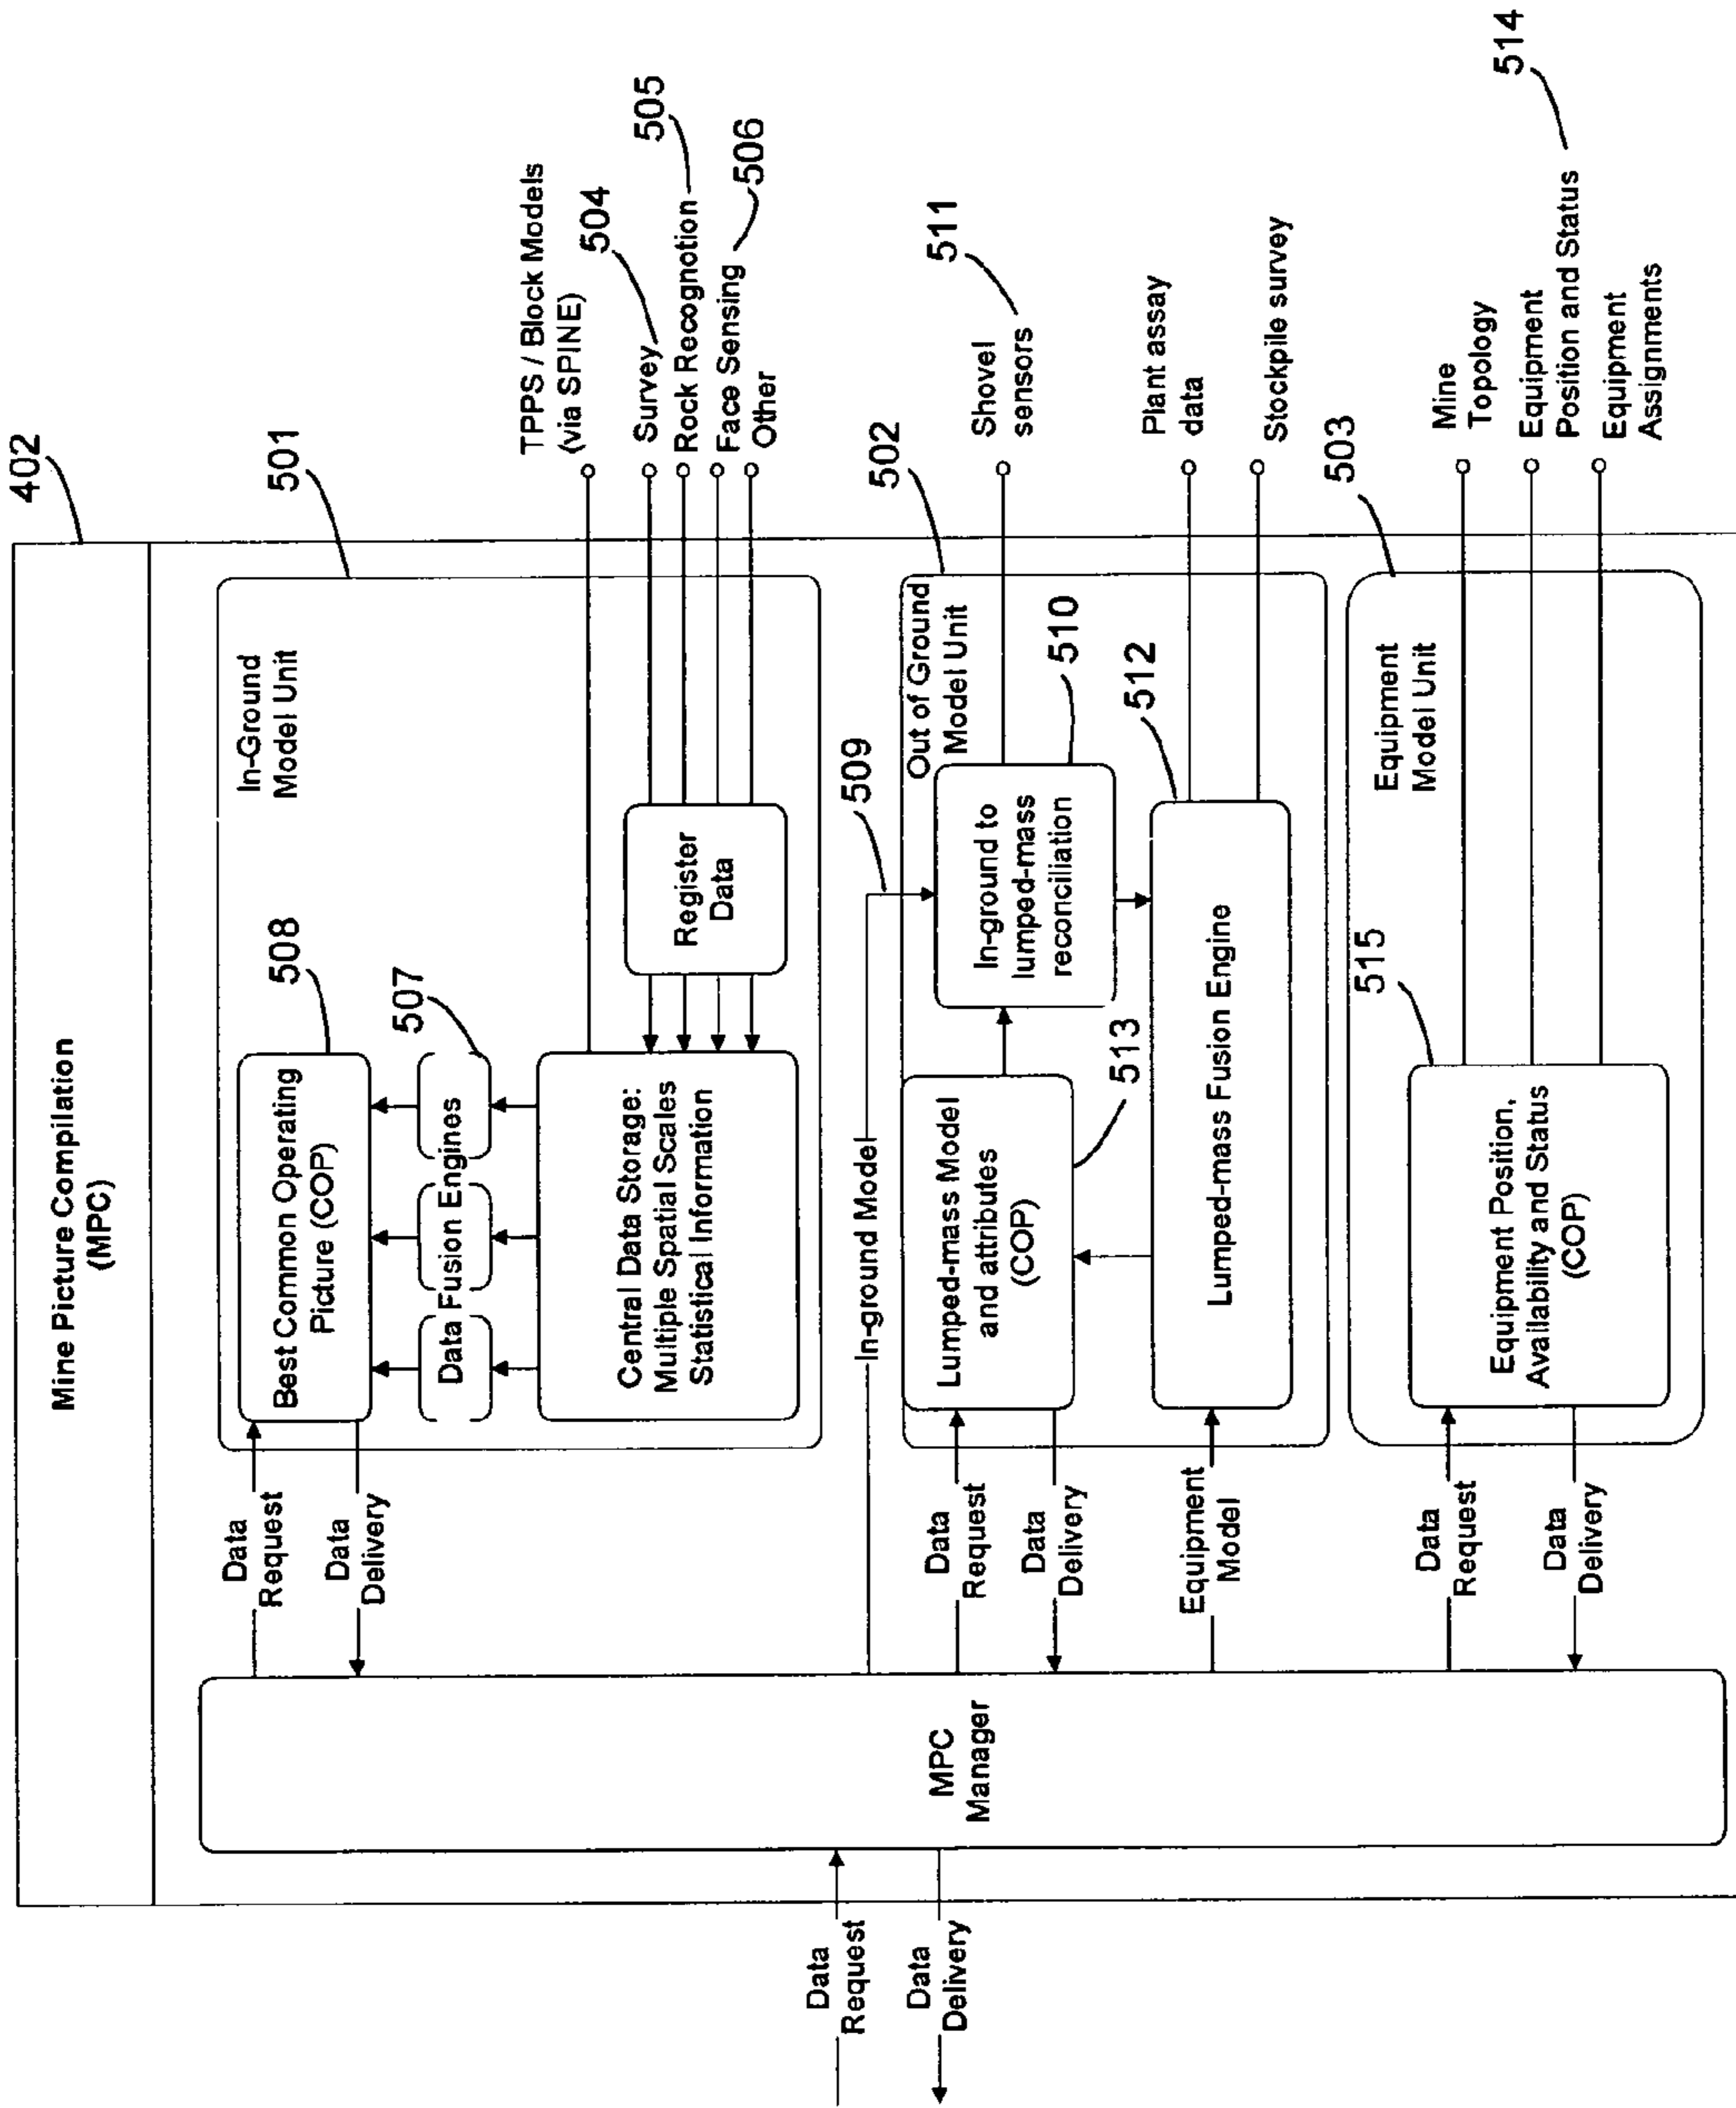 402
Mine Picture Compilation
(MPC)
501
In-Ground
Model Unit
508
Best Common Operating
Picture (COP)
507
Data Fusion Engines
Central Data Storage:
Multiple Spatial Scales
Statistical Information
Register
Data
TPPS / Block Models
(via SPINE)
504
Survey
505
Rock Recognotion
506
Face Sensing
Other
Data
Request
Data
Delivery
MPC
Manager
Data
Request
Data
Delivery
In-ground Model
509
502
Out of Ground
Model Unit
510
In-ground to
lumped-mass
reconciliation
511
Shovel
sensors
513
Lumped-mass Model
and attributes
(COP)
512
Lumped-mass Fusion Engine
Plant assay
data
Stockpile survey
Data
Request
Data
Delivery
Equipment
Model
503
Equipment
Model Unit
515
Equipment Position,
Availability and Status
(COP)
Mine
Topology
514
Equipment
Position and Status
Equipment
Assignments
Data
Request
Data
Delivery